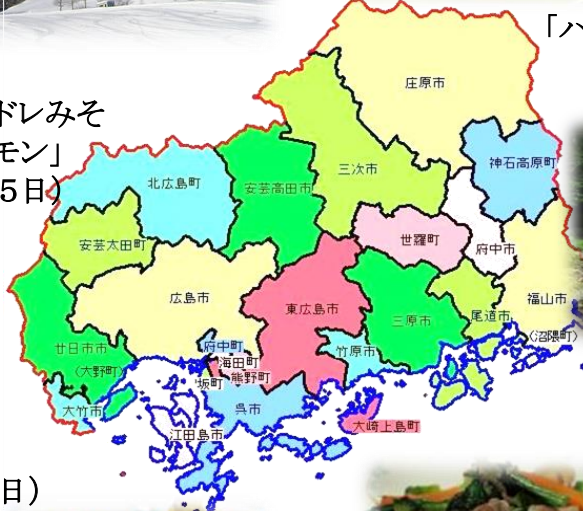 「ハ
ドレみそ
モン」
5日)
庄原市
神石高原町
三次市
北広島町
安芸高田市
世羅町
府中市
安芸太田町
広島市
東広島市
三原市
尾道市
福山市
(沼隈町)
廿日市市
(大野町)
府中町
海田町
坂町
熊野町
竹原市
大竹市
呉市
江田島市
大崎上島町
日)